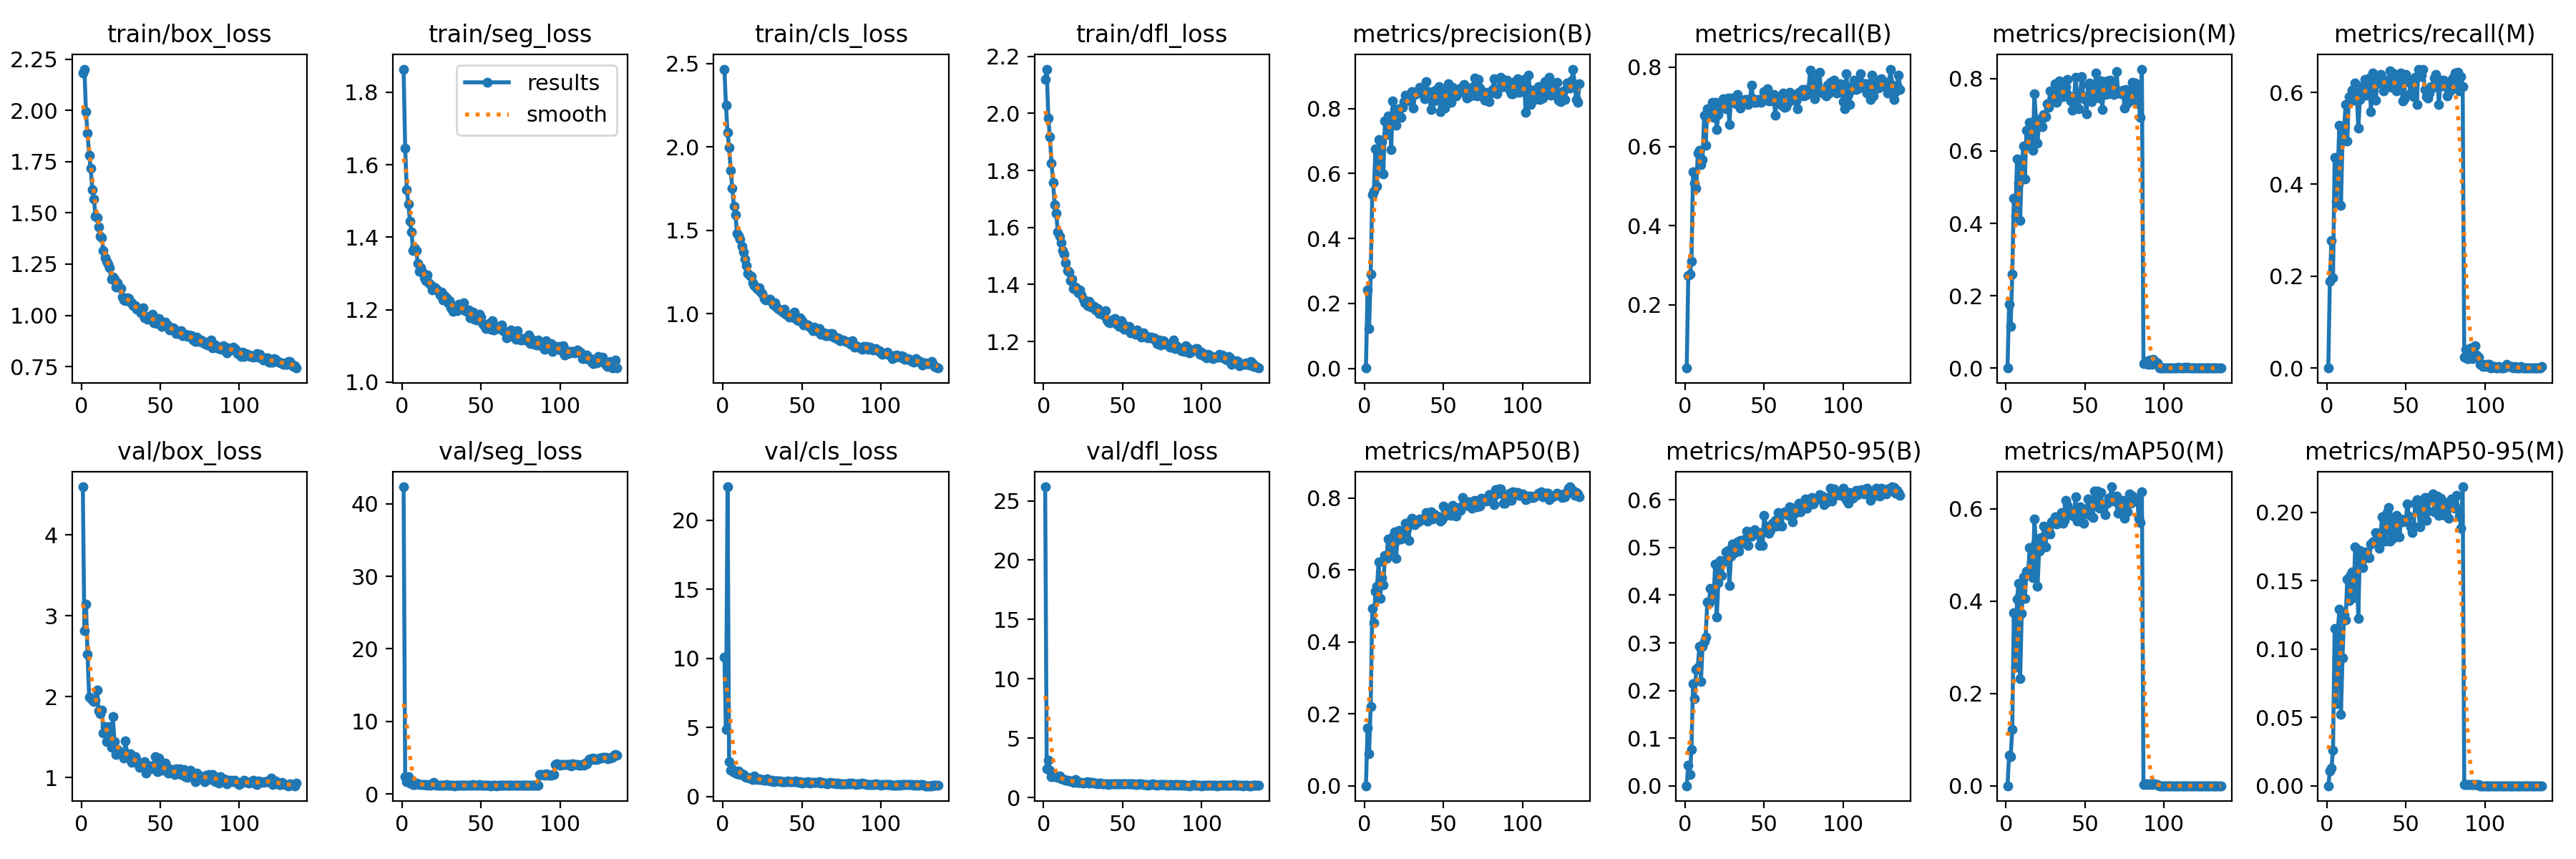 train/box_loss
2.25
2.00
1.75
1.50
1.25
1.00
0.75
0 50 100
train/seg_loss
results
smooth
1.8
1.6
1.4
1.2
1.0
0 50 100
train/cls_loss
2.5
2.0
1.5
1.0
0 50 100
train/dfl_loss
2.2
2.0
1.8
1.6
1.4
1.2
0 50 100
metrics/precision(B)
0.8
0.6
0.4
0.2
0.0
0 50 100
metrics/recall(B)
0.8
0.6
0.4
0.2
0 50 100
metrics/precision(M)
0.8
0.6
0.4
0.2
0.0
0 50 100
metrics/recall(M)
0.6
0.4
0.2
0.0
0 50 100
val/box_loss
4
3
2
1
0 50 100
val/seg_loss
40
30
20
10
0
0 50 100
val/cls_loss
20
15
10
5
0
0 50 100
val/dfl_loss
25
20
15
10
5
0
0 50 100
metrics/mAP50(B)
0.8
0.6
0.4
0.2
0.0
0 50 100
metrics/mAP50-95(B)
0.6
0.5
0.4
0.3
0.2
0.1
0.0
0 50 100
metrics/mAP50(M)
0.6
0.4
0.2
0.0
0 50 100
metrics/mAP50-95(M)
0.20
0.15
0.10
0.05
0.00
0 50 100